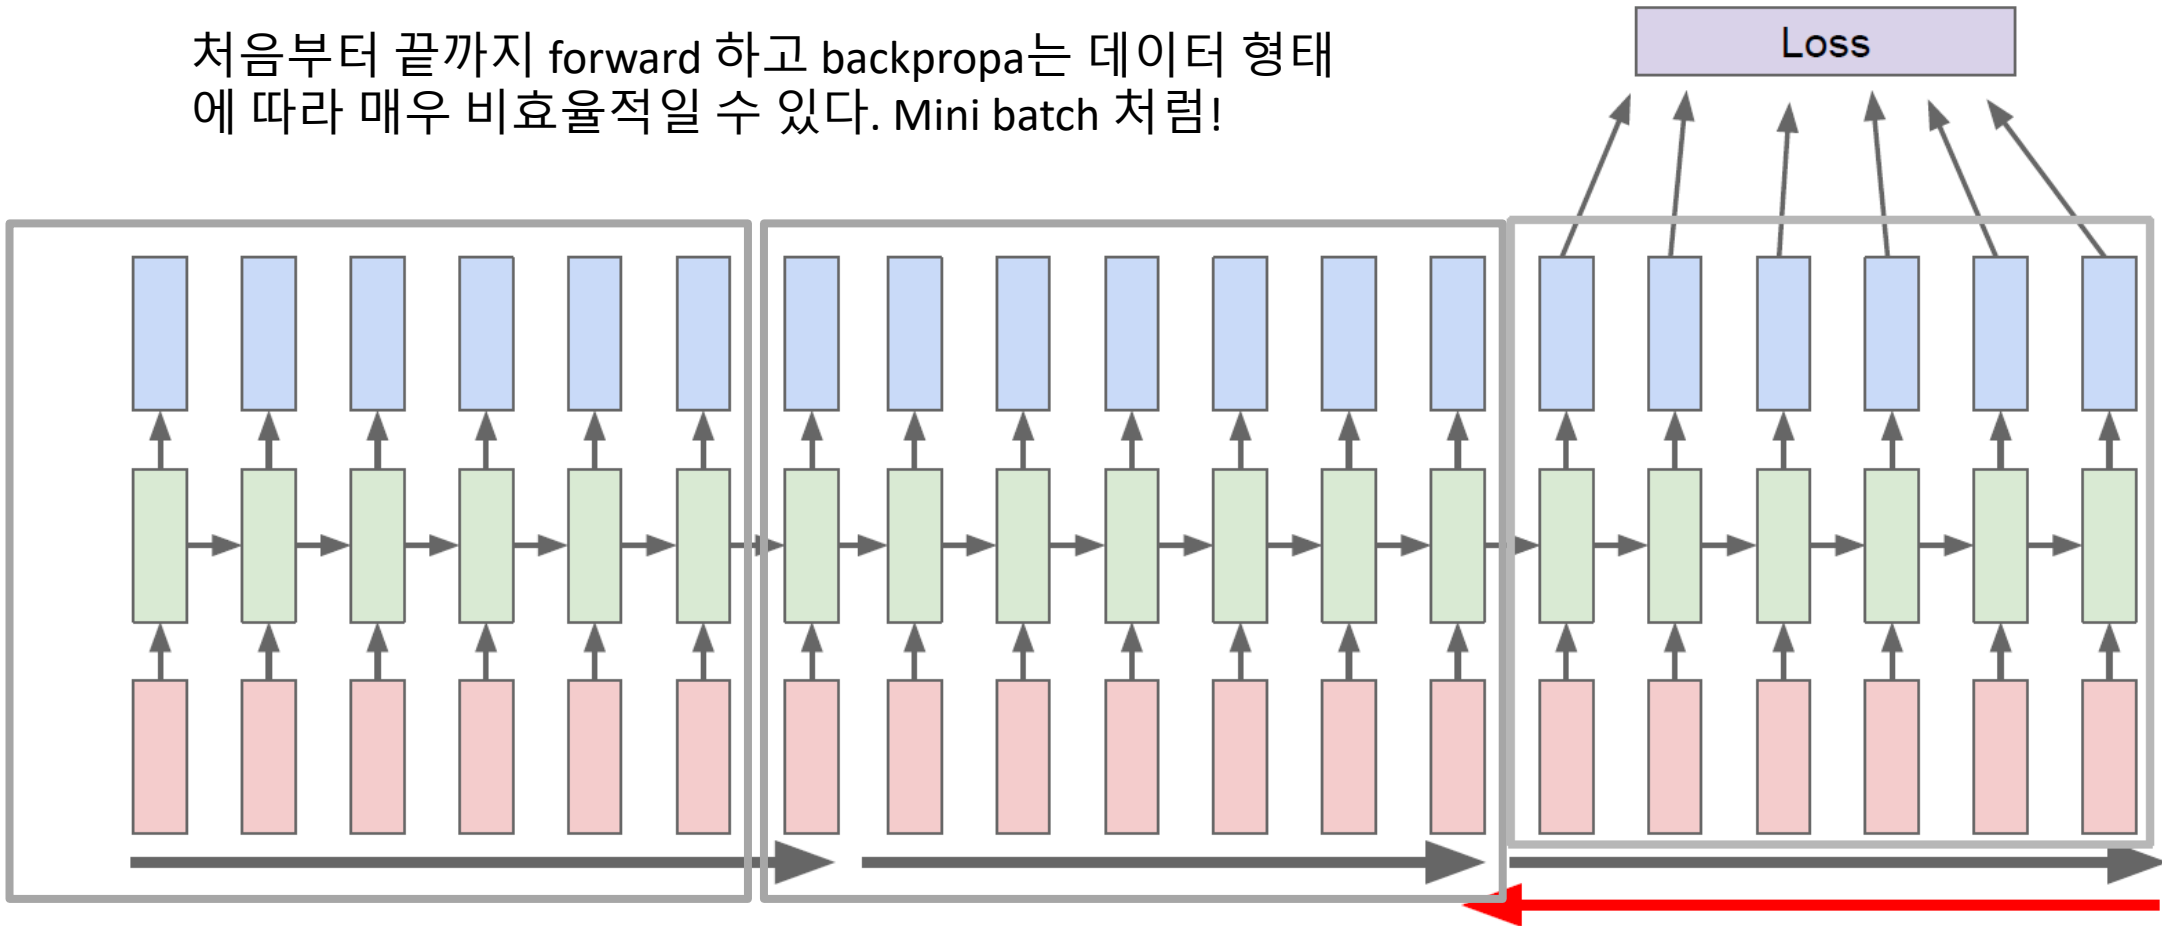 처음부터 끝까지 forward 하고 backpropa는 데이터 형태
에 따라 매우 비효율적일 수 있다. Mini batch 처럼!
Loss